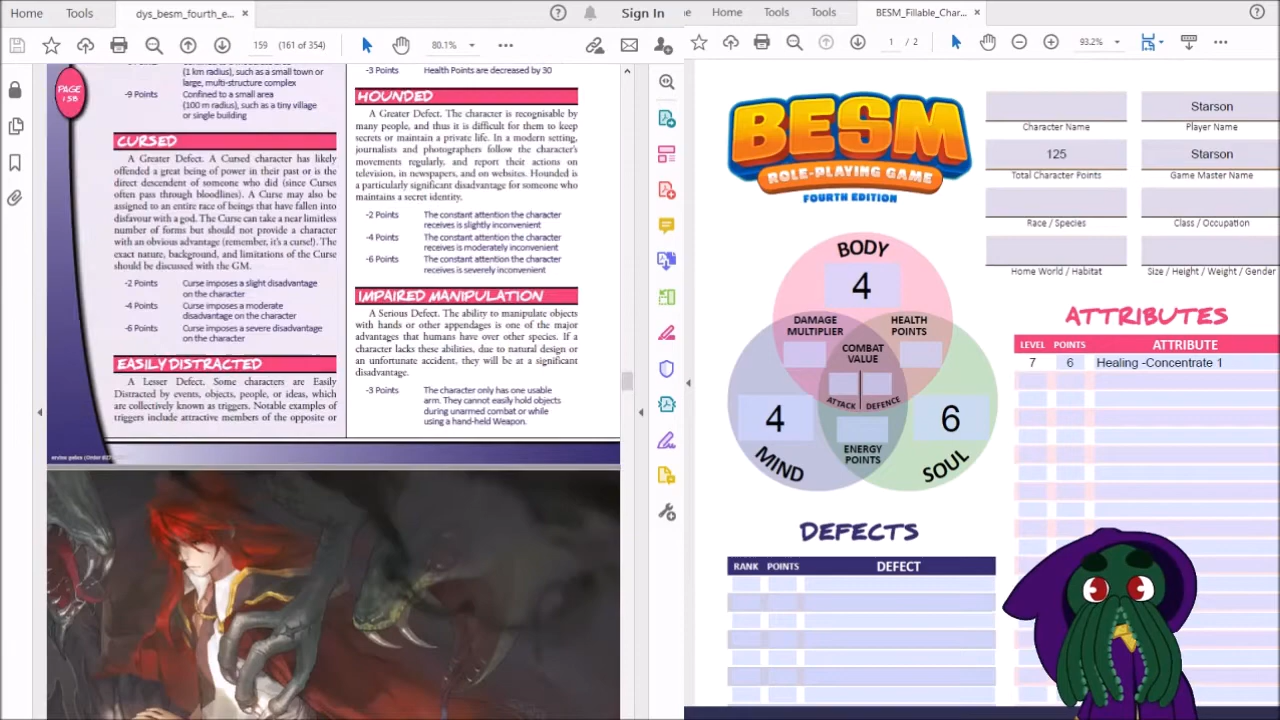 Home
Tools
dys_besm_fourth_e...
Sign In
159 (161 of 354)
80.1%
PAGE
158
(1 km radius), such as a small town or
large, multi-structure complex
-9 Points Confined to a small area
(100 m radius), such as a tiny village
or single building
CURSED
A Greater Defect. A Cursed character has likely
offended a great being of power in their past or is the
direct descendent of someone who did (since Curses
often pass through bloodline). A Curse may also be
assigned to an entire race of beings that have fallen into
disfavour with a god. The Curse can take a near limitless
number of forms but should not provide a character
with an obvious advantage (remember, it's a curse!). The
exact nature, background, and limitations of the Curse
should be discussed with the GM.
-2 Points Curse imposes a slight disadvantage
on the character
-4 Points Curse imposes a moderate
disadvantage on the character
-6 Points Curse imposes a severe disadvantage
on the character
EASILY DISTRACTED
A Lesser Defect. Some characters are Easily
Distracted by events, objects, people, or ideas, which
are collectively known as triggers. Notable examples of
triggers include attractive members of the opposite or
-3 Points Health Points are decreased by 30
HOUNDED
A Greater Defect. The character is recognisable by
many people, and thus it is difficult for them to keep
secrets or maintain a private life. In a modern setting,
journalists and photographers follow the character's
movements regularly, and report their actions on
television, in newspapers, and on websites. Hounded is
a particularly significant disadvantage for someone who
maintains a secret identity.
-2 Points The constant attention the character
receives is slightly inconvenient
-4 Points The constant attention the character
receives is moderately inconvenient
-6 Points The constant attention the character
receives is severely inconvenient
IMPAIRED MANIPULATION
A Serious Defect. The ability to manipulate objects
with hands or other appendages is one of the major
advantages that humans have over other species. If a
character lacks these abilities, due to natural design or
an unfortunate accident, they will be at a significant
disadvantage.
-3 Points The character only has one usable
arm. They cannot easily hold objects
during unarmed combat or while
using a hand-held Weapon.
Home
Tools
Tools
BESM_Fillable_Char...
1 / 2
93.2%
BESM
ROLE-PLAYING GAME
FOURTH EDITION
Starson
Character Name
Player Name
125
Starson
Total Character Points
Game Master Name
Race / Species
Class/Occupation
Home World / Habitat
Size / Height / Weight / Gender
BODY
4
DAMAGE
MULTIPLIER
HEALTH
POINTS
COMBAT
VALUE
ATTACK
DEFENCE
4
6
ENERGY
POINTS
MIND
SOUL
ATTRIBUTES
LEVEL POINTS ATTRIBUTE
7 6 Healing -Concentrate 1
DEFECTS
RANK POINTS DEFECT